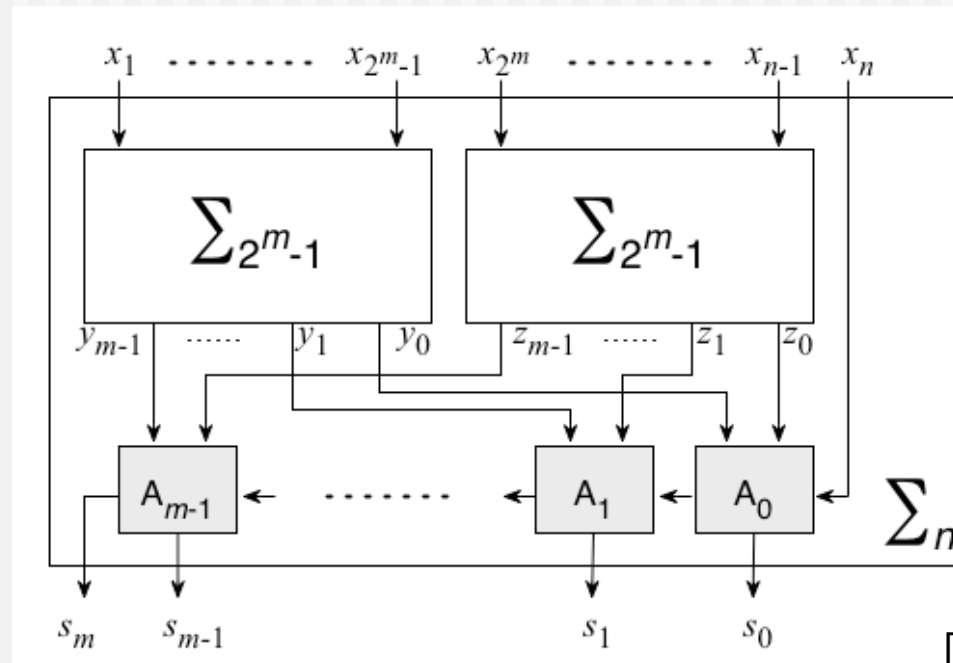 x₁ ........ x₂ᵐ₋₁ x₂ᵐ ........ xₙ₋₁ xₙ
∑₂ᵐ₋₁ ∑₂ᵐ₋₁
yₘ₋₁ ...... y₁ y₀ zₘ₋₁ ...... z₁ z₀
Aₘ₋₁ ........ A₁ A₀ ∑ₙ
sₘ sₘ₋₁ s₁ s₀